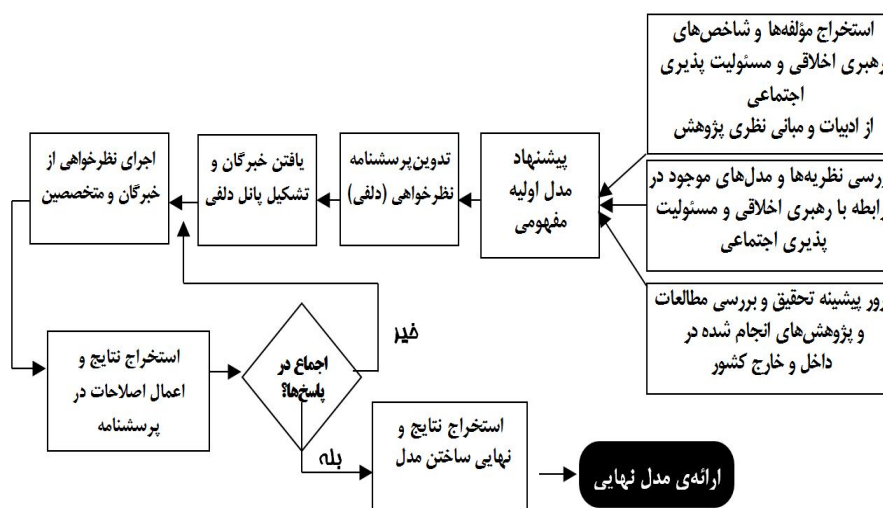 استخراج مؤلفه‌ها و شاخص‌های
رهبری اخلاقی و مسئولیت پذیری
اجتماعی
از ادبیات و مبانی نظری پژوهش
بررسی نظریه‌ها و مدل‌های موجود در
رابطه با رهبری اخلاقی و مسئولیت
پذیری اجتماعی
مرور پیشینه تحقیق و بررسی مطالعات
و پژوهش‌های انجام شده در
داخل و خارج کشور
پیشنهاد
مدل اولیه
مفهومی
تدوین پرسشنامه
نظرخواهی (دلفی)
یافتن خبرگان و
تشکیل پانل دلفی
اجرای نظرخواهی از
خبرگان و متخصصین
استخراج نتایج و
اعمال اصلاحات در
پرسشنامه
اجماع در
پاسخ‌ها؟
خیر
بله
استخراج نتایج و
نهایی ساختن مدل
ارائه‌ی مدل نهایی